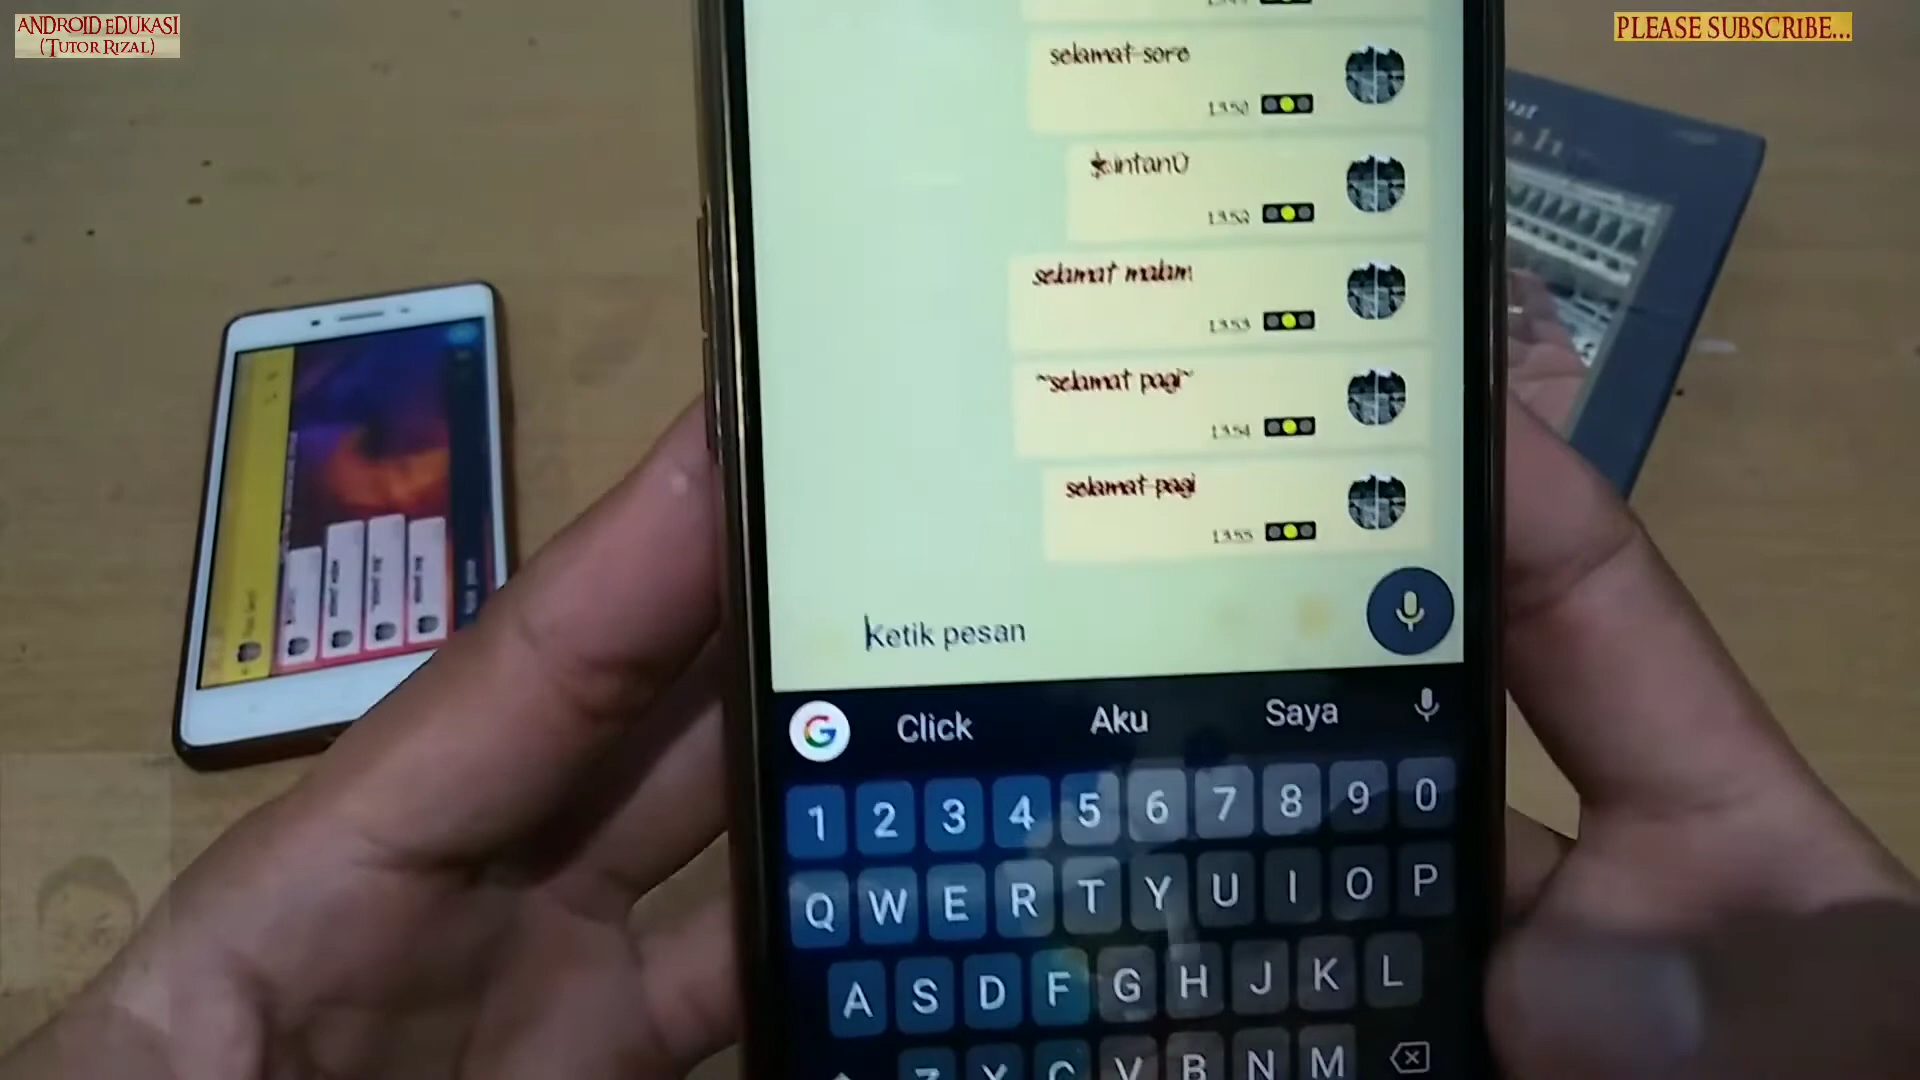 ANDROID EDUKASI
(TUTOR RIZAL)
PLEASE SUBSCRIBE...
selamat sore
13.50
13.52
selamat malam
13.53
~selamat pagi~
13.54
selamat pagi
13.55
Ketik pesan
Click Aku Saya
1 2 3 4 5 6 7 8 9 0
Q W E R T Y U I O P
A S D F G H J K L
Z X C V B N M